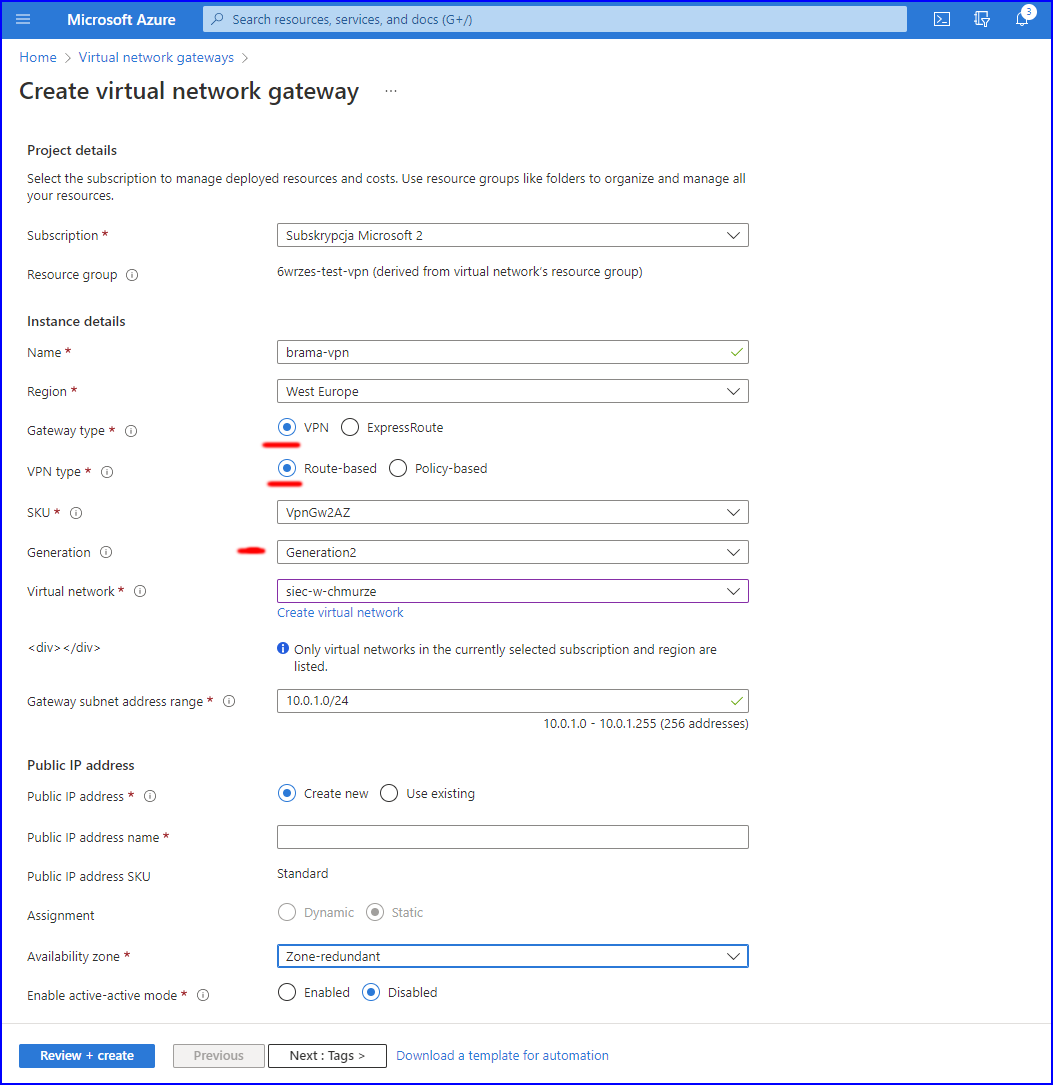 Microsoft Azure
Search resources, services, and docs (G+/)
3
Home > Virtual network gateways >
Create virtual network gateway ...
Project details
Select the subscription to manage deployed resources and costs. Use resource groups like folders to organize and manage all
your resources.
Subscription *
Subskrypcja Microsoft 2
Resource group
6wrzes-test-vpn (derived from virtual network's resource group)
Instance details
Name *
brama-vpn
Region *
West Europe
Gateway type *
VPN
ExpressRoute
VPN type *
Route-based
Policy-based
SKU *
VpnGw2AZ
Generation
Generation2
Virtual network *
siec-w-chmurze
Create virtual network
<div></div>
Only virtual networks in the currently selected subscription and region are
listed.
Gateway subnet address range *
10.0.1.0/24
10.0.1.0 - 10.0.1.255 (256 addresses)
Public IP address
Public IP address *
Create new
Use existing
Public IP address name *
Public IP address SKU
Standard
Assignment
Dynamic
Static
Availability zone *
Zone-redundant
Enable active-active mode *
Enabled
Disabled
Review + create
Previous
Next : Tags >
Download a template for automation